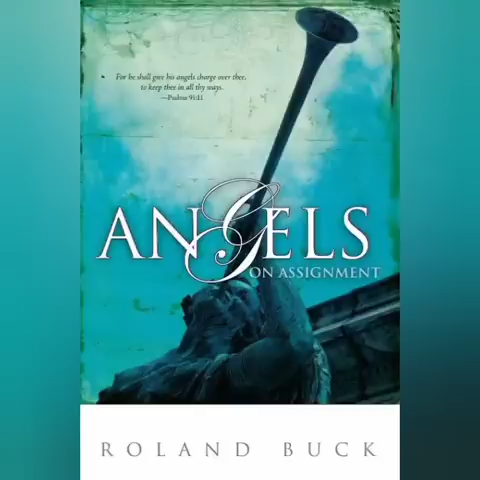 For he shall give his angels charge over thee,
to keep thee in all thy ways.
—Psalms 91:11
ANGELS
ON ASSIGNMENT
ROLAND BUCK